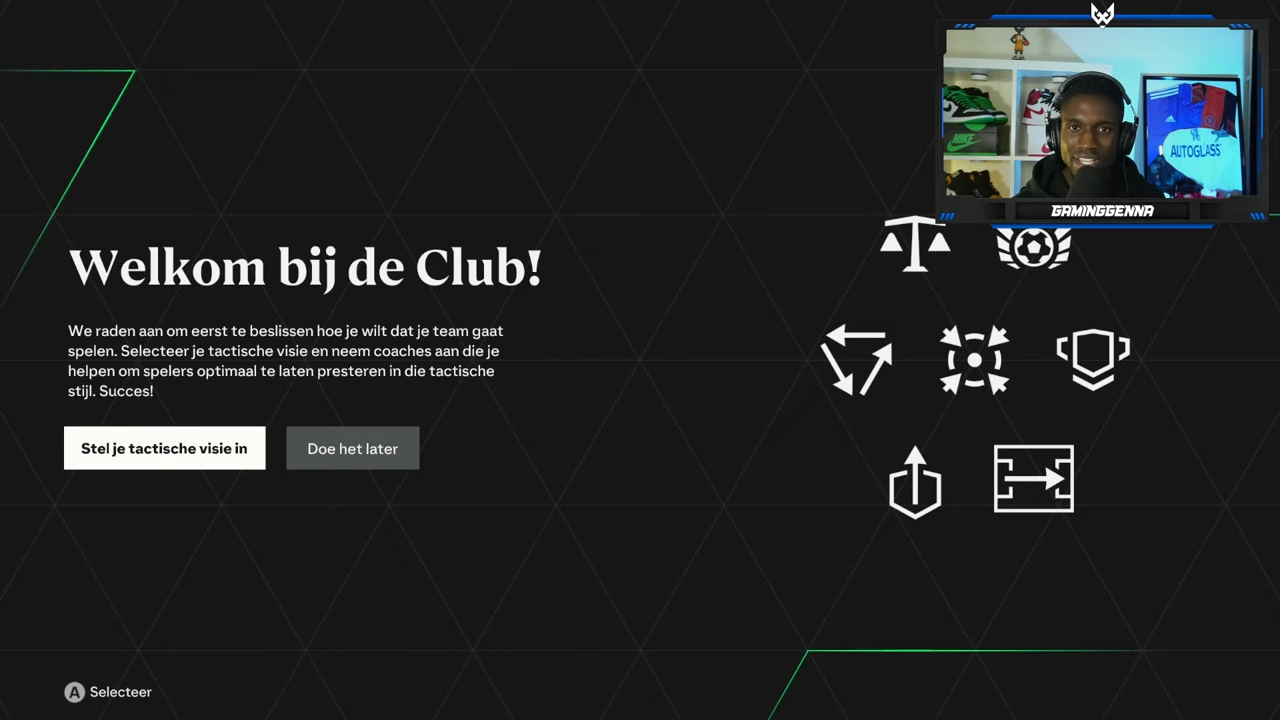 AUTOGLASS
NIKE
GAMINGGENNA
Welkom bij de Club!
We raden aan om eerst te beslissen hoe je wilt dat je team gaat
spelen. Selecteer je tactische visie en neem coaches aan die je
helpen om spelers optimaal te laten presteren in die tactische
stijl. Succes!
Stel je tactische visie in
Doe het later
A Selecteer